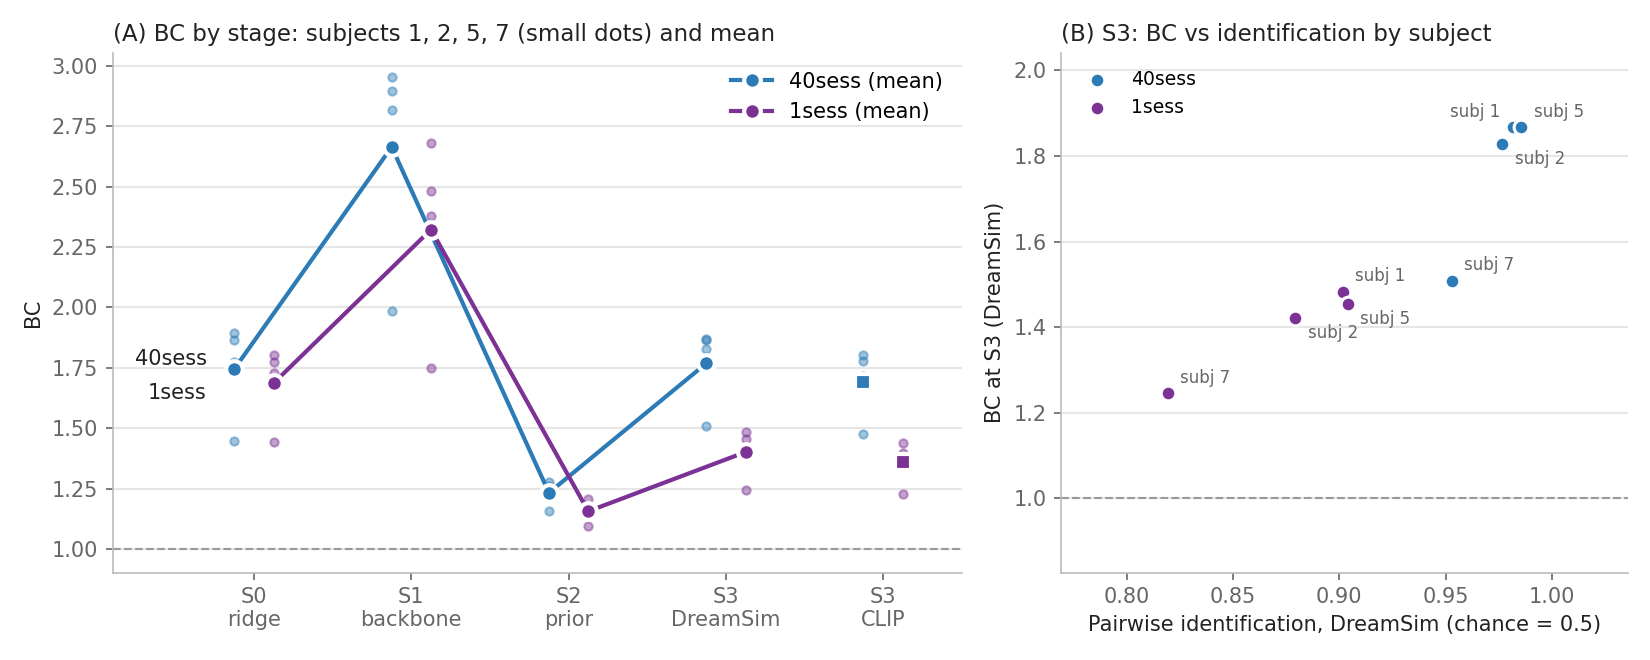 (A) BC by stage: subjects 1, 2, 5, 7 (small dots) and mean
3.00
2.75
2.50
2.25
2.00
1.75
1.50
1.25
1.00
BC
40sess (mean)
1sess (mean)
40sess
1sess
S0
ridge
S1
backbone
S2
prior
S3
DreamSim
S3
CLIP
(B) S3: BC vs identification by subject
2.0
1.8
1.6
1.4
1.2
1.0
BC at S3 (DreamSim)
40sess
1sess
subj 1
subj 5
subj 2
subj 7
subj 1
subj 5
subj 2
subj 7
0.80
0.85
0.90
0.95
1.00
Pairwise identification, DreamSim (chance = 0.5)